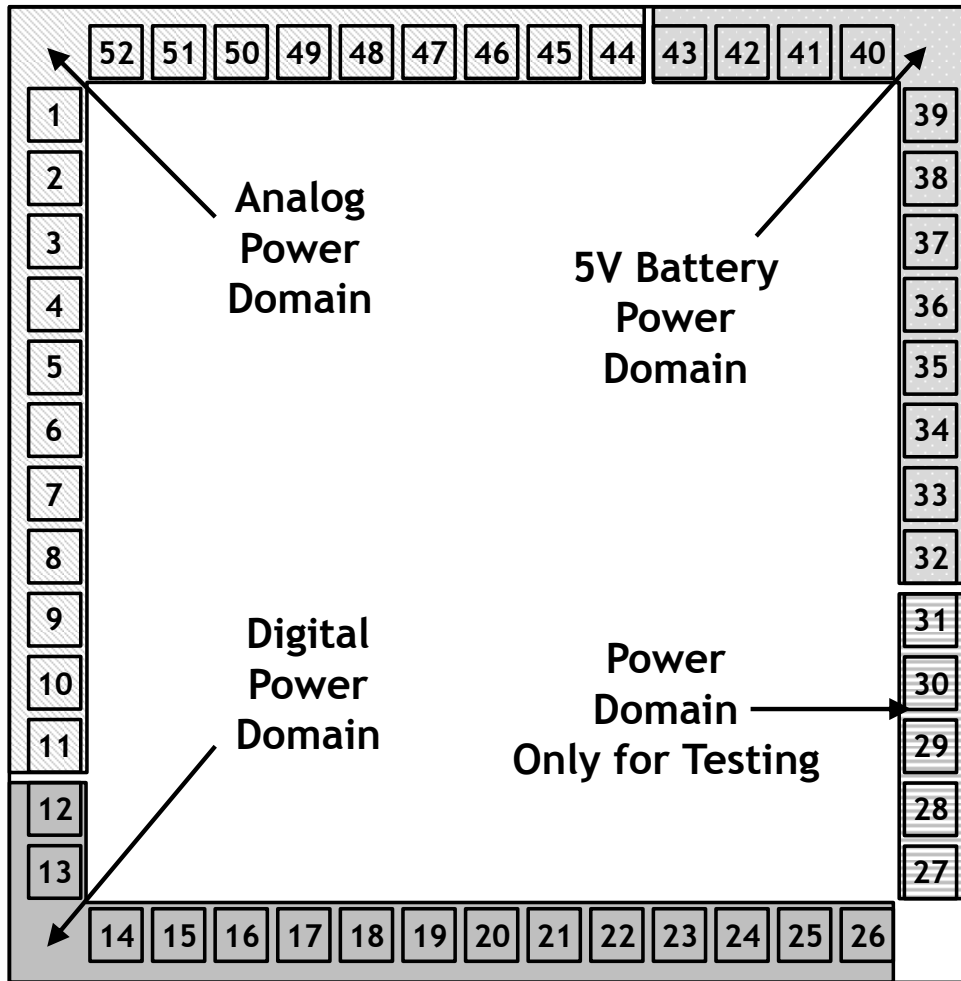 52 51 50 49 48 47 46 45 44 43 42 41 40
1
2
3
4
5
6
7
8
9
10
11
12
13
Analog
Power
Domain
5V Battery
Power
Domain
Digital
Power
Domain
Power
Domain
Only for Testing
39
38
37
36
35
34
33
32
31
30
29
28
27
14 15 16 17 18 19 20 21 22 23 24 25 26